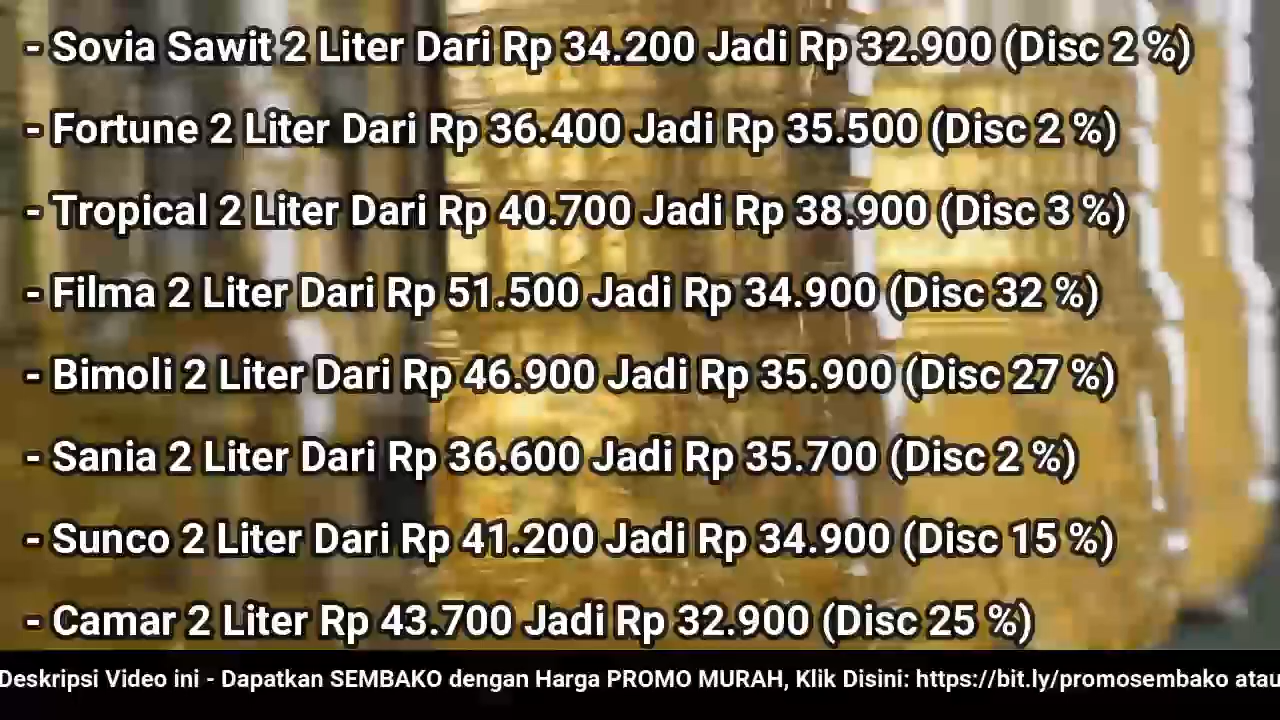 - Sovia Sawit 2 Liter Dari Rp 34.200 Jadi Rp 32.900 (Disc 2 %)
- Fortune 2 Liter Dari Rp 36.400 Jadi Rp 35.500 (Disc 2 %)
- Tropical 2 Liter Dari Rp 40.700 Jadi Rp 38.900 (Disc 3 %)
- Filma 2 Liter Dari Rp 51.500 Jadi Rp 34.900 (Disc 32 %)
- Bimoli 2 Liter Dari Rp 46.900 Jadi Rp 35.900 (Disc 27 %)
- Sania 2 Liter Dari Rp 36.600 Jadi Rp 35.700 (Disc 2 %)
- Sunco 2 Liter Dari Rp 41.200 Jadi Rp 34.900 (Disc 15 %)
- Camar 2 Liter Rp 43.700 Jadi Rp 32.900 (Disc 25 %)
Deskripsi Video ini - Dapatkan SEMBAKO dengan Harga PROMO MURAH, Klik Disini: https://bit.ly/promosembako atau